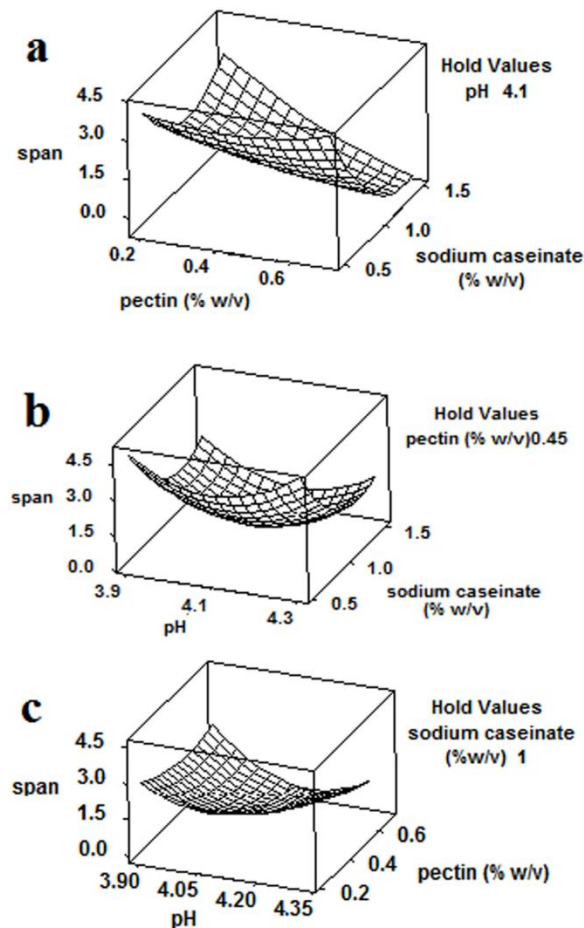 a
Hold Values
pH 4.1
4.5
3.0
span
1.5
0.0
1.5
1.0
0.5
sodium caseinate
(% w/v)
0.2
0.4
0.6
pectin (% w/v)
b
Hold Values
pectin (% w/v)0.45
4.5
span
3.0
1.5
0.0
1.5
1.0
0.5
sodium caseinate
(% w/v)
3.9
4.1
4.3
pH
c
Hold Values
sodium caseinate
(%w/v) 1
4.5
3.0
span
1.5
0.0
0.6
0.4
0.2
pectin (% w/v)
3.90
4.05
4.20
4.35
pH